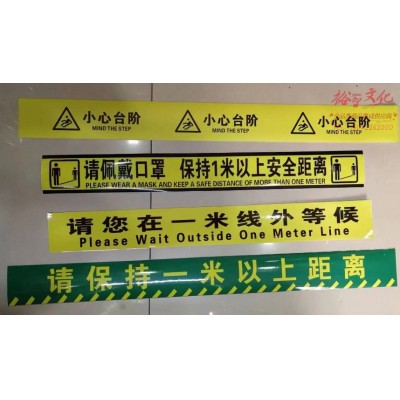 裕百文化
小心台阶 小心台阶 小心台阶
MIND THE STEP MIND THE STEP MIND THE STEP
请佩戴口罩 保持1米以上安全距离
PLEASE WEAR A MASK AND KEEP A SAFE DISTANCE OF MORE THAN ONE METER
请您在一米线外等候
Please Wait Outside One Meter Line
请保持一米以上距离